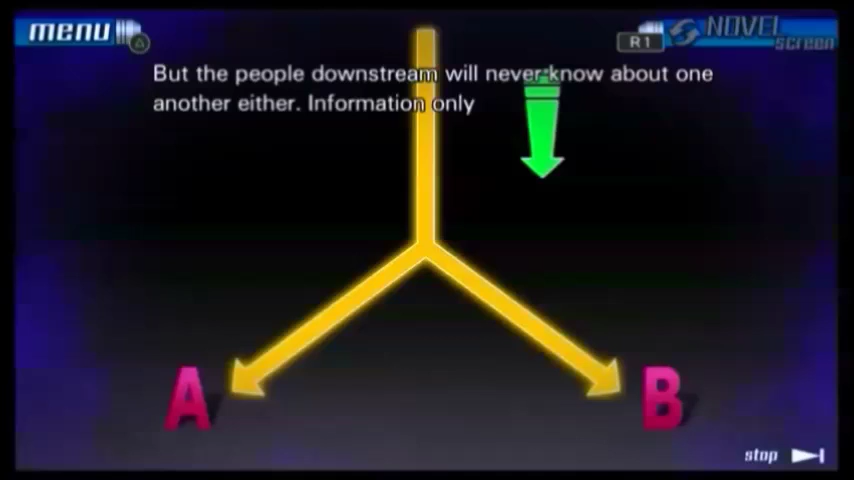 menu
R1
NOVEL
screen
But the people downstream will never know about one
another either. Information only
A
B
stop